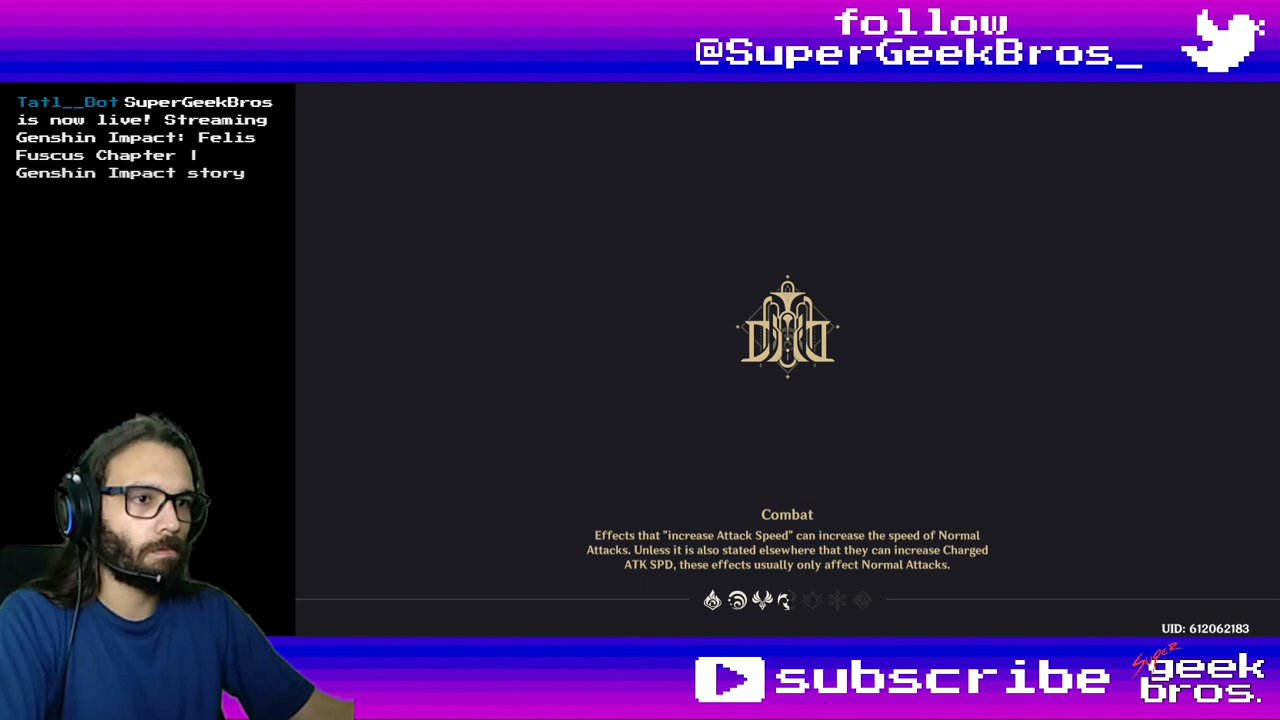 follow
@SuperGeekBros_
Tatl__Bot SuperGeekBros
is now live! Streaming
Genshin Impact: Felis
Fuscus Chapter |
Genshin Impact story
Combat
Effects that "increase Attack Speed" can increase the speed of Normal
Attacks. Unless it is also stated elsewhere that they can increase Charged
ATK SPD, these effects usually only affect Normal Attacks.
UID: 612062183
subscribe
SUPER
geek
bros.